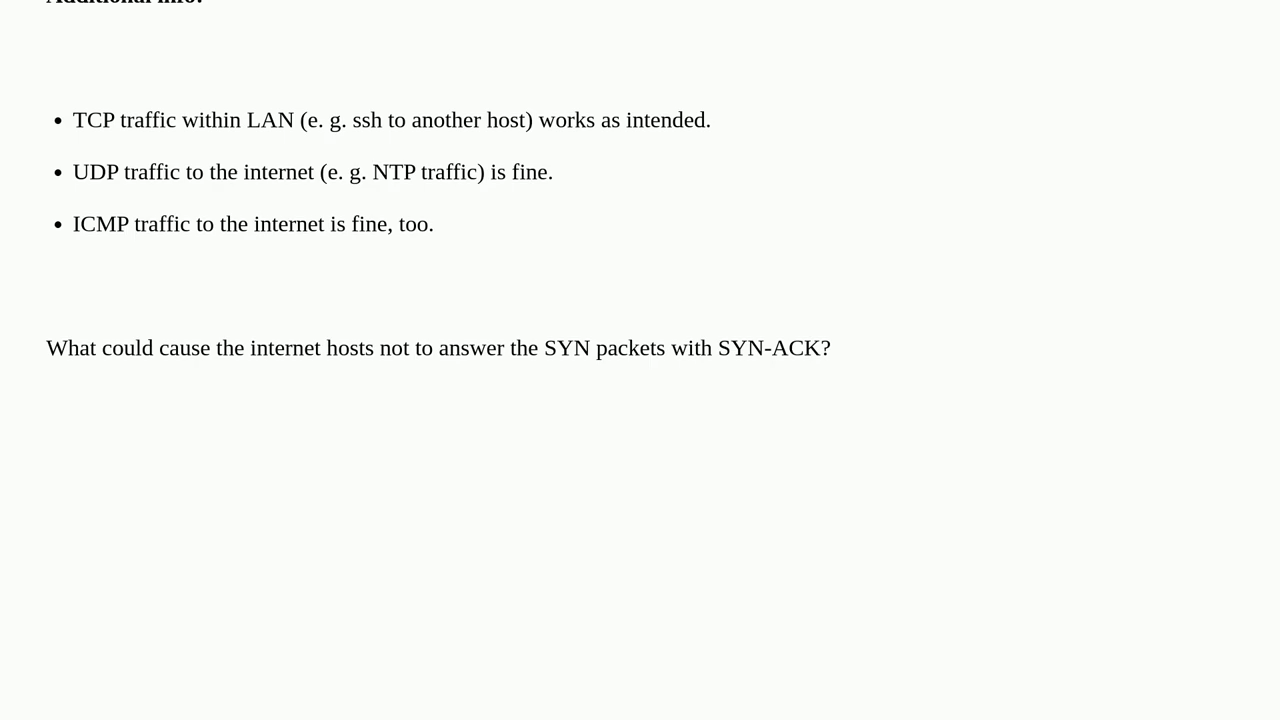 Additional info:
TCP traffic within LAN (e. g. ssh to another host) works as intended.
UDP traffic to the internet (e. g. NTP traffic) is fine.
ICMP traffic to the internet is fine, too.
What could cause the internet hosts not to answer the SYN packets with SYN-ACK?